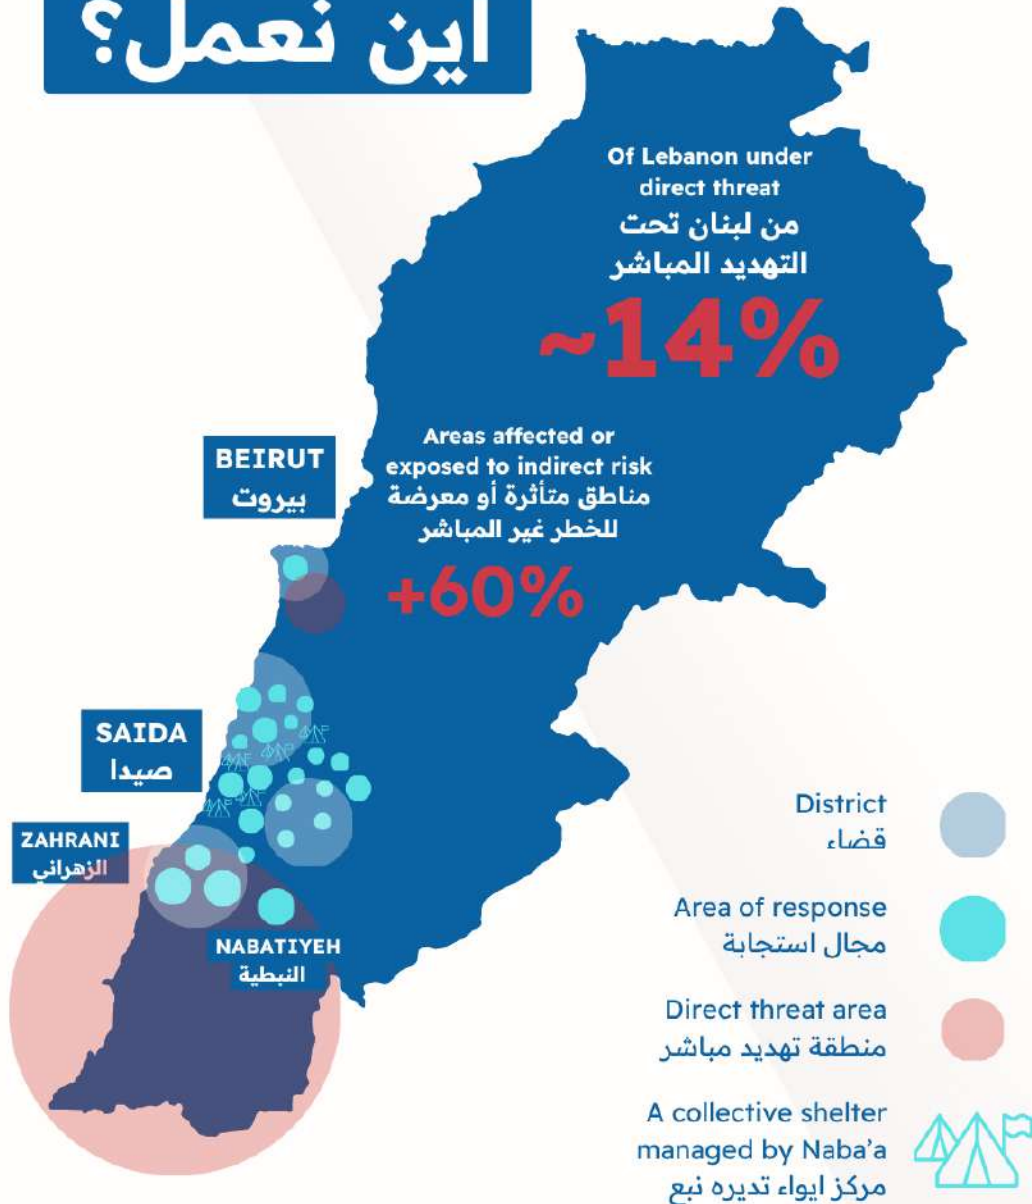 أين نعمل؟
Of Lebanon under
direct threat
من لبنان تحت
التهديد المباشر
~14%
Areas affected or
exposed to indirect risk
مناطق متأثرة أو معرضة
للخطر غير المباشر
+60%
BEIRUT
بيروت
SAIDA
صيدا
ZAHRANI
الزهراني
NABATIYEH
النبطية
District
قضاء
Area of response
مجال استجابة
Direct threat area
منطقة تهديد مباشر
A collective shelter
managed by Naba'a
مركز ايواء تديره نبع